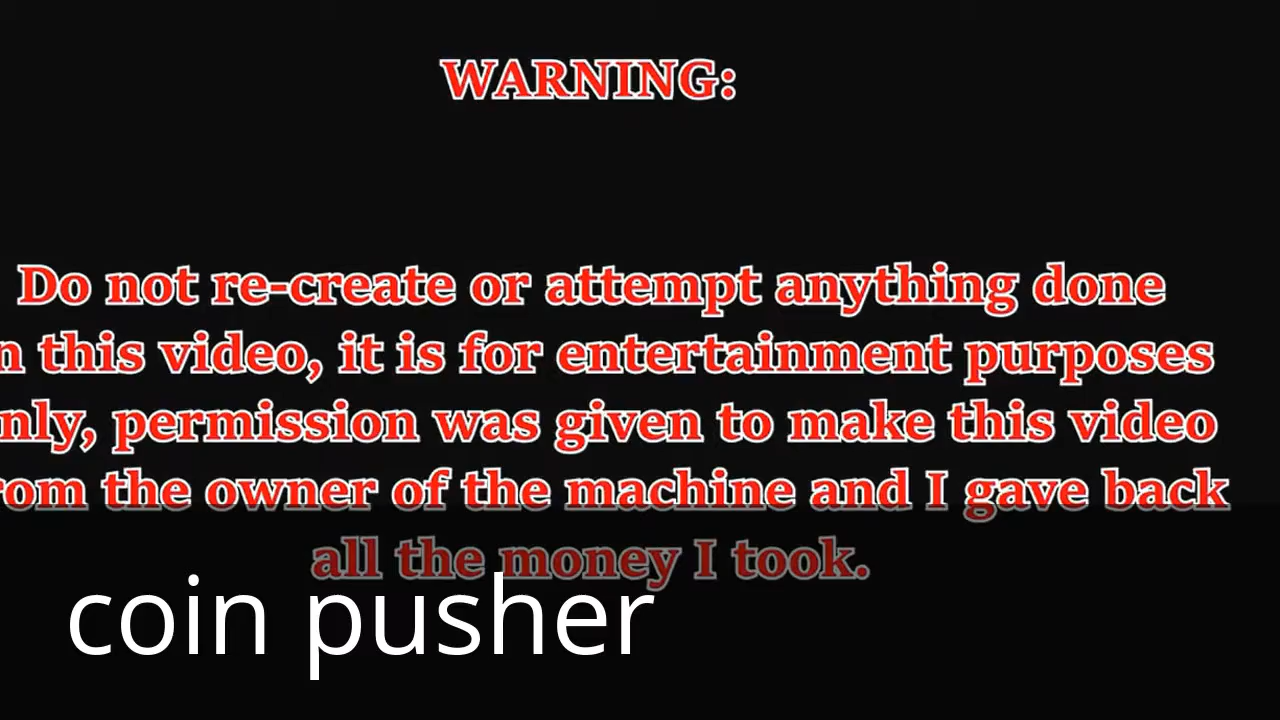 WARNING:
Do not re-create or attempt anything done
n this video, it is for entertainment purposes
nly, permission was given to make this video
rom the owner of the machine and I gave back
all the money I took.
coin pusher